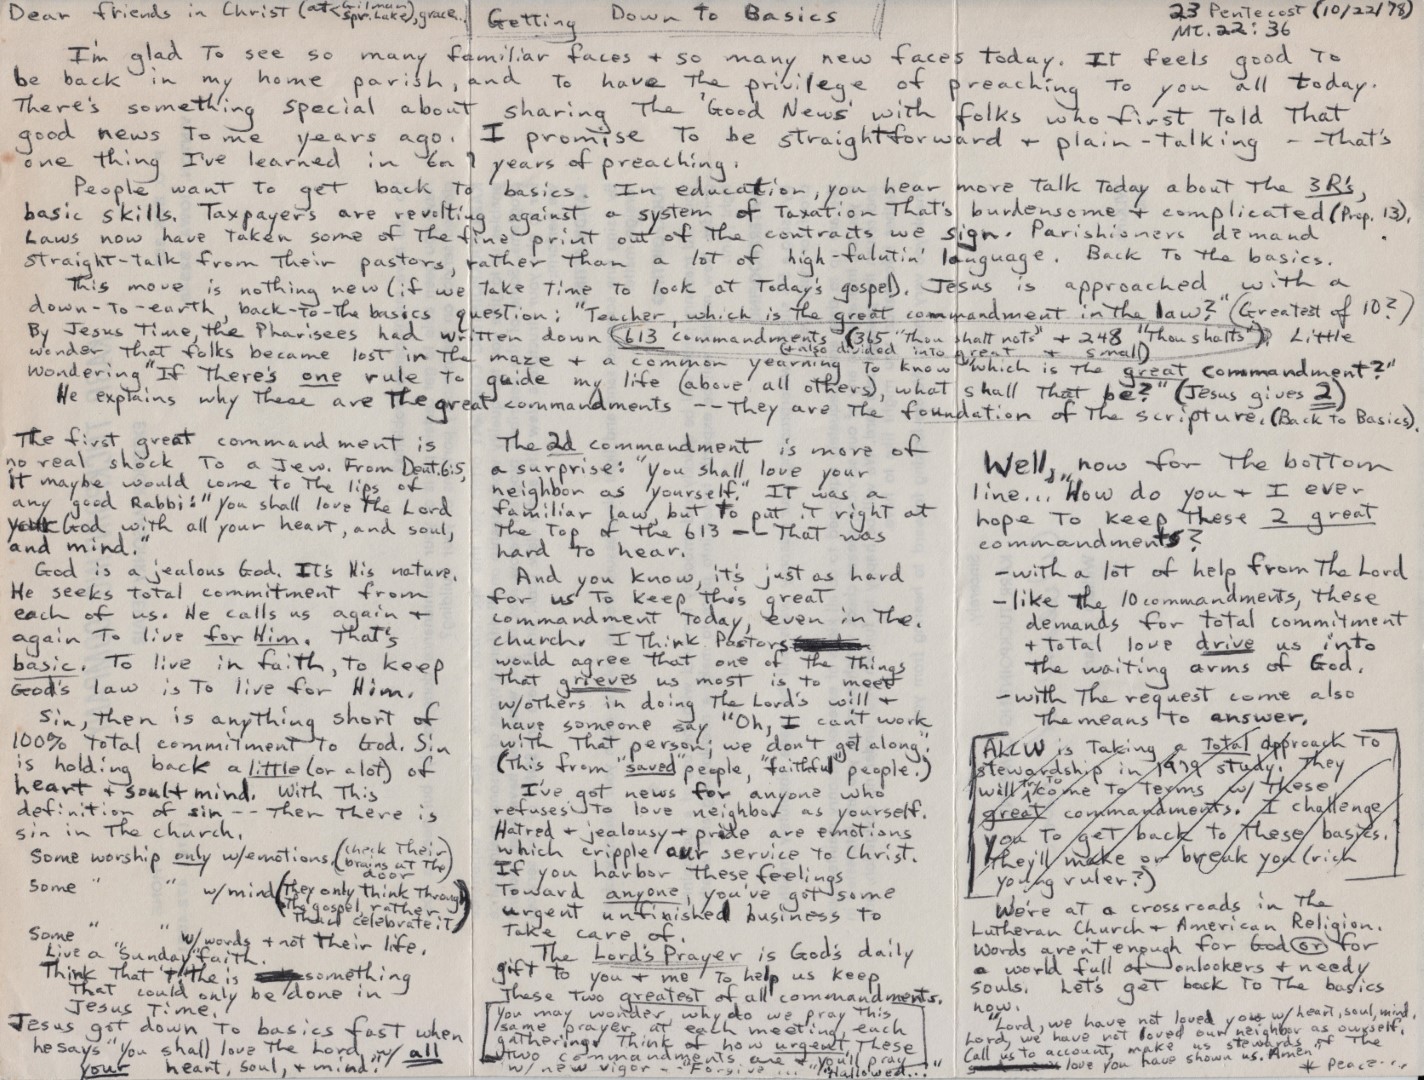 Dear friends in Christ (at < Gilman Spr. Lake), grace..
Getting Down to Basics
23 Pentecost (10/22/78)
Mt. 22:36
I'm glad to see so many familiar faces + so many new faces today. It feels good to
be back in my home parish, and to have the privilege of preaching to you all today.
There's something special about sharing the 'Good News' with folks who first told that
good news to me years ago. I promise to be straightforward + plain-talking -- that's
one thing I've learned in 6 or 7 years of preaching.
People want to get back to basics. In education, you hear more talk today about the 3R's,
basic skills. Taxpayers are revolting against a system of taxation that's burdensome + complicated (Prop. 13).
Laws now have taken some of the fine print out of the contracts we sign. Parishioners demand
straight-talk from their pastors, rather than a lot of high-falutin' language. Back to the basics.
This move is nothing new (if we take time to look at today's gospel). Jesus is approached with a
down-to-earth, back-to-the basics question: "Teacher, which is the great commandment in the law?" (Greatest of 10?)
By Jesus time, the Pharisees had written down 613 commandments (365 "Thou shalt nots" + 248 "Thou shalts"). Little
(+ also divided into great + small)
wonder that folks became lost in the maze + a common yearning to know "which is the great commandment?"
wondering "If there's one rule to guide my life (above all others), what shall that be?" (Jesus gives 2)
He explains why these are the great commandments -- they are the foundation of the scripture. (Back to Basics).
The first great commandment is
no real shock to a Jew. From Deut. 6:5,
it maybe would come to the lips of
any good Rabbi: "You shall love the Lord
your God with all your heart, and soul,
and mind."
God is a jealous God. It's His nature.
He seeks total commitment from
each of us. He calls us again +
again to live for Him. That's
basic. To live in faith, to keep
God's law is to live for Him.
Sin, then is anything short of
100% total commitment to God. Sin
is holding back a little (or a lot) of
heart + soul + mind. With this
definition of sin -- then there is
sin in the church.
Some worship only w/emotions. (check their brains at the door)
Some " " w/mind (They only think through the gospel rather than celebrate it)
Some " " w/words + not their life.
Live a "Sunday" faith.
Think that the is something
that could only be done in
Jesus time.
Jesus got down to basics fast when
he says "you shall love the Lord, w/ all
your heart, soul, + mind."
The 2d commandment is more of
a surprise: "you shall love your
neighbor as yourself." It was a
familiar law, but to put it right at
the top of the 613 -- that was
hard to hear.
And you know, it's just as hard
for us to keep this great
commandment today, even in the
church. I think Pastors
would agree that one of the things
that grieves us most is to meet
w/others in doing the Lord's will +
have someone say "Oh, I can't work
with that person; we don't get along."
(This from "saved" people, "faithful" people.)
I've got news for anyone who
refuses to love neighbor as yourself.
Hatred + jealousy + pride are emotions
which cripple our service to Christ.
If you harbor these feelings
toward anyone, you've got some
urgent unfinished business to
take care of.
The Lord's Prayer is God's daily
gift to you + me to help us keep
these two greatest of all commandments.
You may wonder, why do we pray this
same prayer at each meeting, each
gathering. Think of how urgent these
two commandments are + you'll pray
w/ new vigor -- "Forgive ... "Hallowed..."
Well, now for the bottom
line... "How do you + I ever
hope to keep these 2 great
commandments?
- with a lot of help from the Lord
- like the 10 commandments, these
demands for total commitment
+ total love drive us into
the waiting arms of God.
- with the request come also
the means to answer.
ALCW is taking a total approach to
stewardship in 1979 study. They
will come to terms w/ these
great commandments. I challenge
you to get back to these basics.
They'll make or break you (rich
young ruler?)
We're at a crossroads in the
Lutheran Church + American Religion.
Words aren't enough for God or for
a world full of onlookers + needy
souls. Let's get back to the basics
now.
"Lord, we have not loved you w/ heart, soul, mind.
Lord, we have not loved our neighbor as ourself.
Call us to account, make us stewards of the
love you have shown us. Amen"
* Peace...